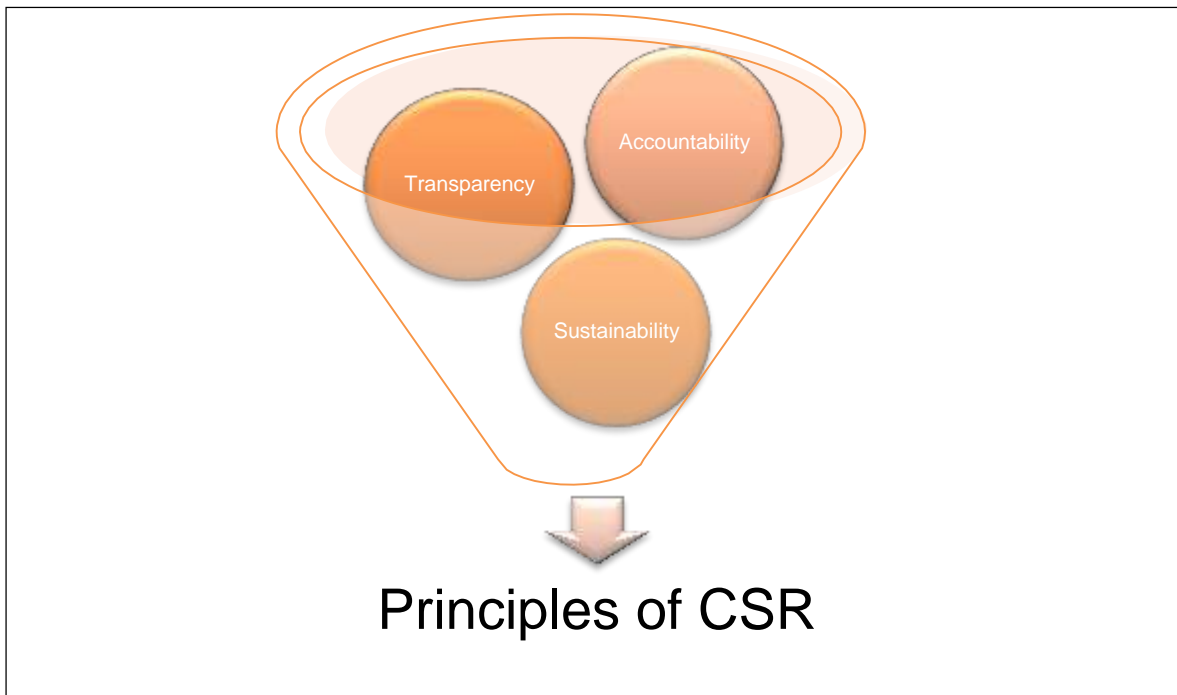 Accountability
Transparency
Sustainability
Principles of CSR